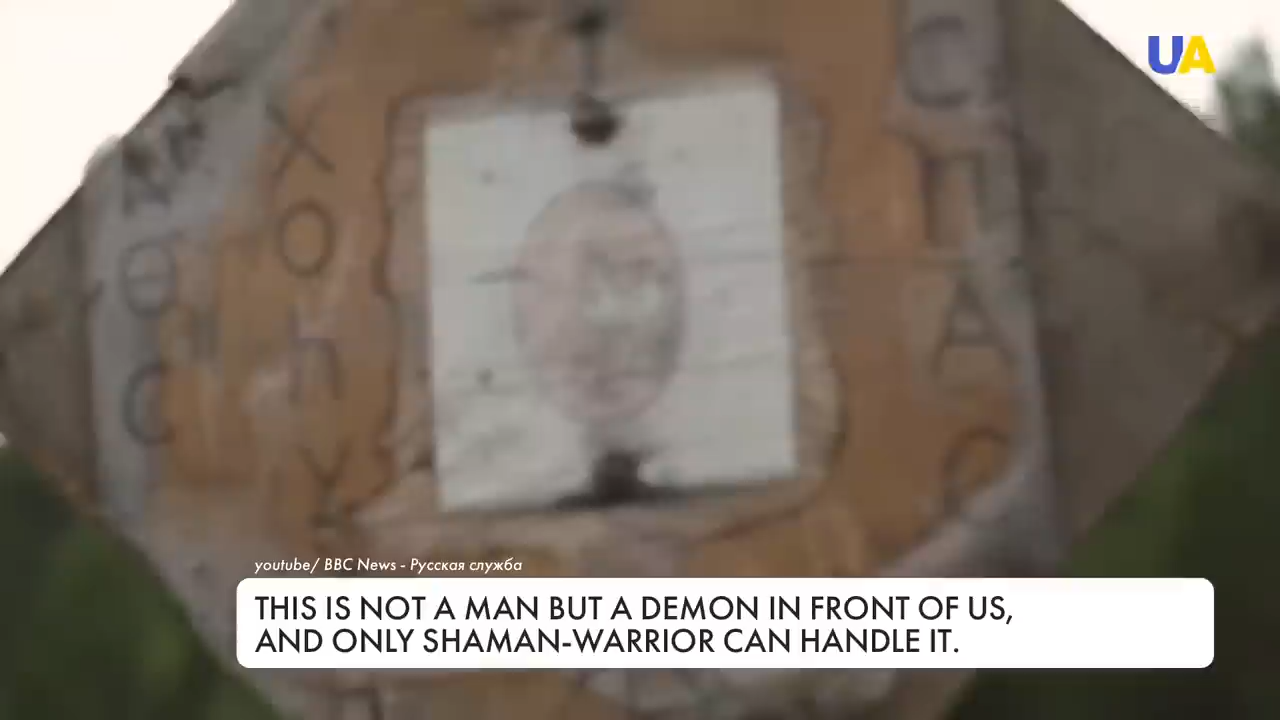 UA
С
П
А
С
youtube/ BBC News - Русская служба
THIS IS NOT A MAN BUT A DEMON IN FRONT OF US,
AND ONLY SHAMAN-WARRIOR CAN HANDLE IT.